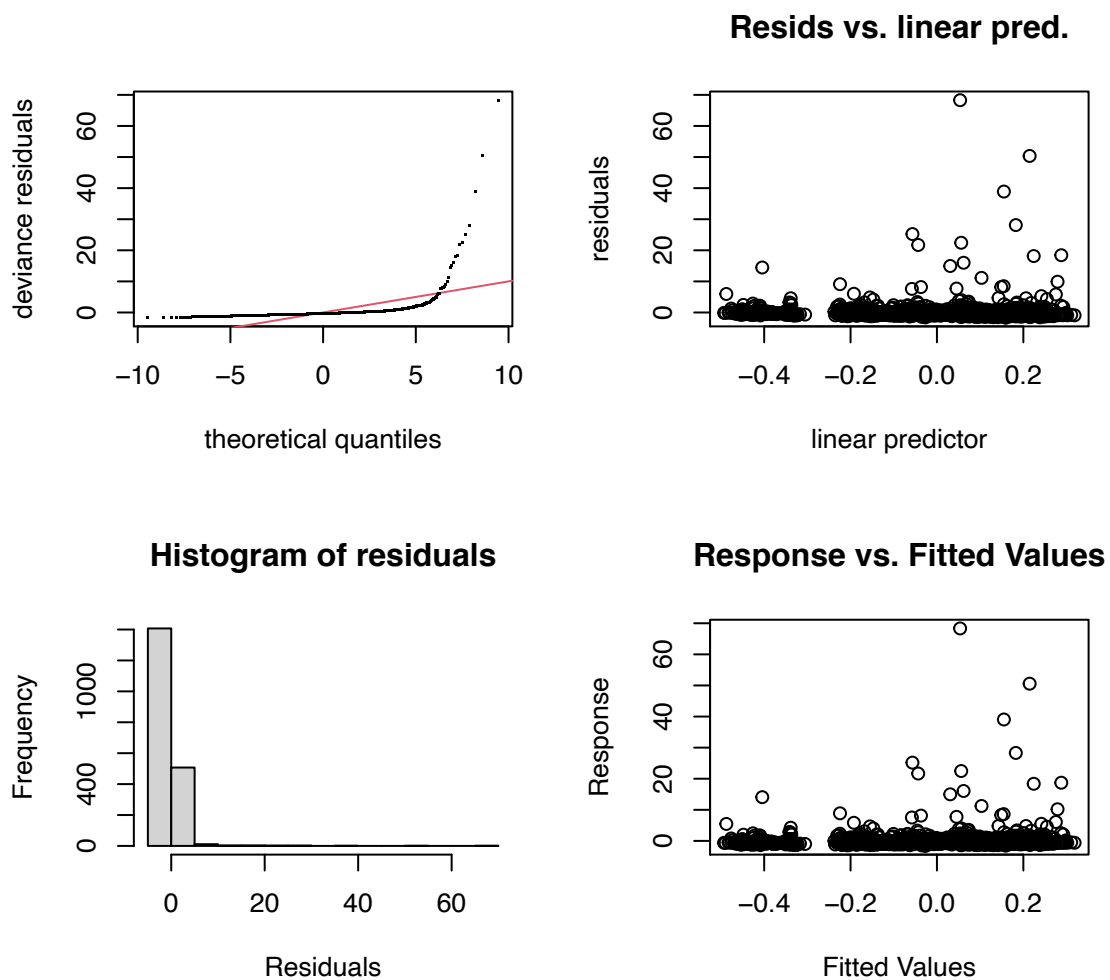 deviance residuals
60
40
20
0
−10
−5
0
5
10
theoretical quantiles
Resids vs. linear pred.
residuals
60
40
20
0
−0.4
−0.2
0.0
0.2
linear predictor
Histogram of residuals
Frequency
1000
400
0
0
20
40
60
Residuals
Response vs. Fitted Values
Response
60
40
20
0
−0.4
−0.2
0.0
0.2
Fitted Values